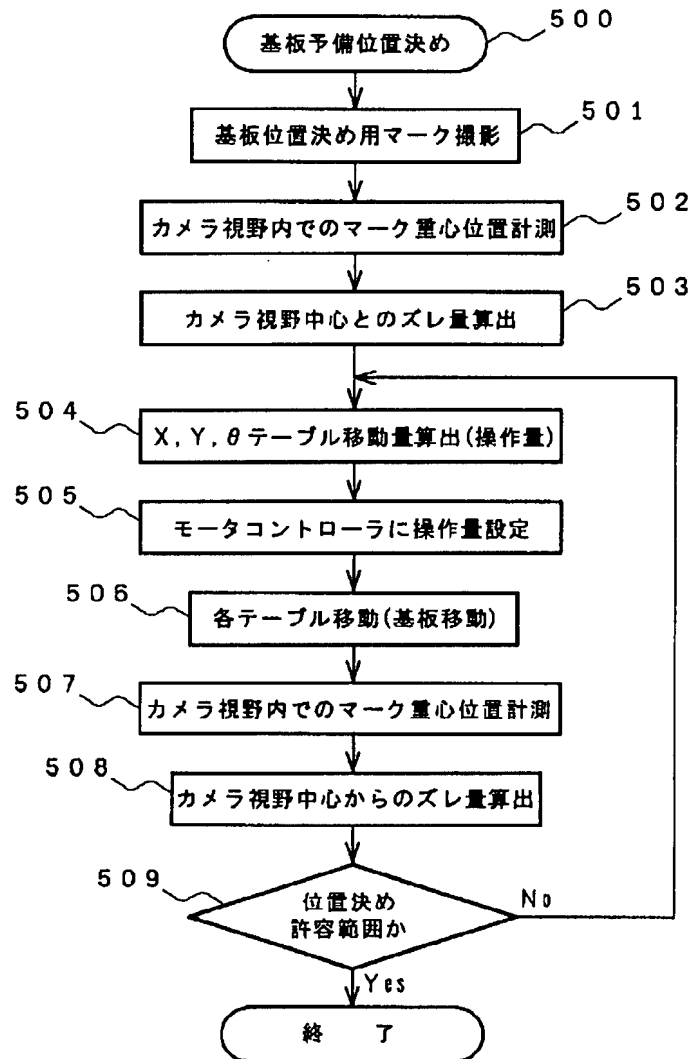 基板予備位置決め
500
基板位置決め用マーク撮影
501
カメラ視野内でのマーク重心位置計測
502
カメラ視野中心とのズレ量算出
503
X,Y,θテーブル移動量算出(操作量)
504
モータコントローラに操作量設定
505
各テーブル移動(基板移動)
506
カメラ視野内でのマーク重心位置計測
507
カメラ視野中心からのズレ量算出
508
位置決め
許容範囲か
509
No
Yes
終 了